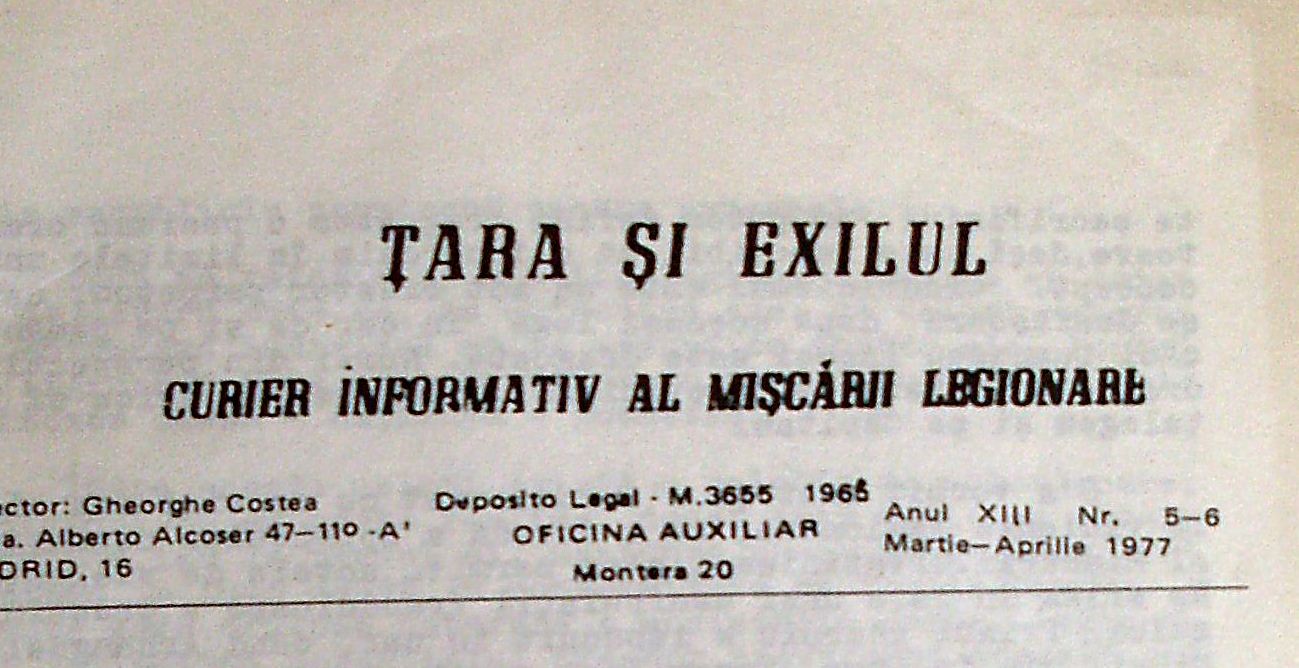 ȚARA ȘI EXILUL
CURIER INFORMATIV AL MIȘCĂRII LEGIONARE
ector: Gheorghe Costea
a. Alberto Alcoser 47–11º -A'
DRID, 16
Deposito Legal - M.3655 1965
OFICINA AUXILIAR
Montera 20
Anul XIII Nr. 5–6
Martie–Aprilie 1977